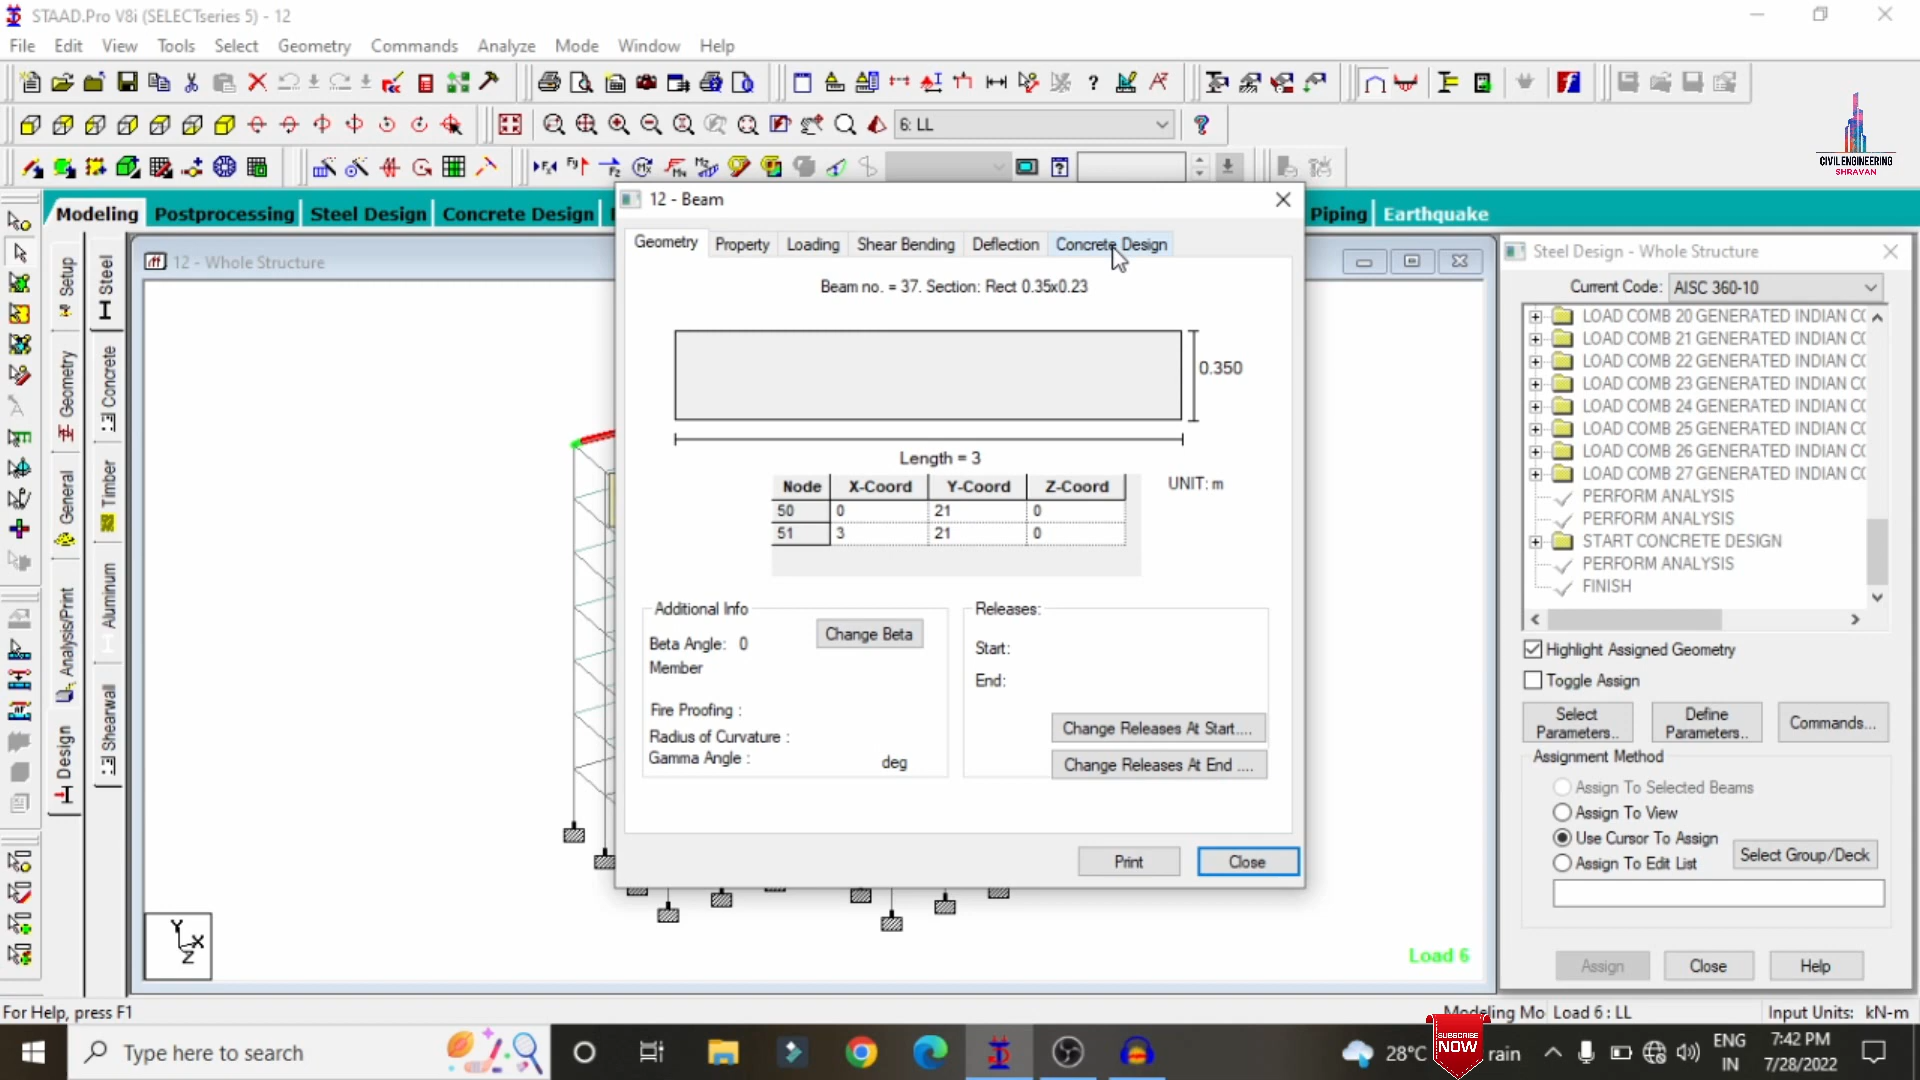 STAAD.Pro V8i (SELECTseries 5) - 12
File Edit View Tools Select Geometry Commands Analyze Mode Window Help
6: LL
CIVIL ENGINEERING
SHRAVAN
Modeling Postprocessing Steel Design Concrete Design Piping Earthquake
12 - Whole Structure
Setup
Geometry
General
Analysis/Print
Design
Steel
Concrete
Timber
Aluminum
Shearwall
12 - Beam
Geometry Property Loading Shear Bending Deflection Concrete Design
Beam no. = 37. Section: Rect 0.35x0.23
0.350
Length = 3
UNIT: m
Node X-Coord Y-Coord Z-Coord
50 0 21 0
51 3 21 0
Additional Info
Beta Angle: 0
Change Beta
Member
Fire Proofing :
Radius of Curvature :
Gamma Angle : deg
Releases:
Start:
End:
Change Releases At Start....
Change Releases At End ....
Print Close
Y
X
Z
Load 6
Steel Design - Whole Structure
Current Code: AISC 360-10
LOAD COMB 20 GENERATED INDIAN CO
LOAD COMB 21 GENERATED INDIAN CO
LOAD COMB 22 GENERATED INDIAN CO
LOAD COMB 23 GENERATED INDIAN CO
LOAD COMB 24 GENERATED INDIAN CO
LOAD COMB 25 GENERATED INDIAN CO
LOAD COMB 26 GENERATED INDIAN CO
LOAD COMB 27 GENERATED INDIAN CO
PERFORM ANALYSIS
PERFORM ANALYSIS
START CONCRETE DESIGN
PERFORM ANALYSIS
FINISH
Highlight Assigned Geometry
Toggle Assign
Select Parameters..
Define Parameters..
Commands...
Assignment Method
Assign To Selected Beams
Assign To View
Use Cursor To Assign
Assign To Edit List
Select Group/Deck
Assign Close Help
For Help, press F1
Modeling Mo Load 6 : LL Input Units: kN-m
Type here to search
28°C
SUBSCRIBE
NOW
rain
ENG
IN
7:42 PM
7/28/2022